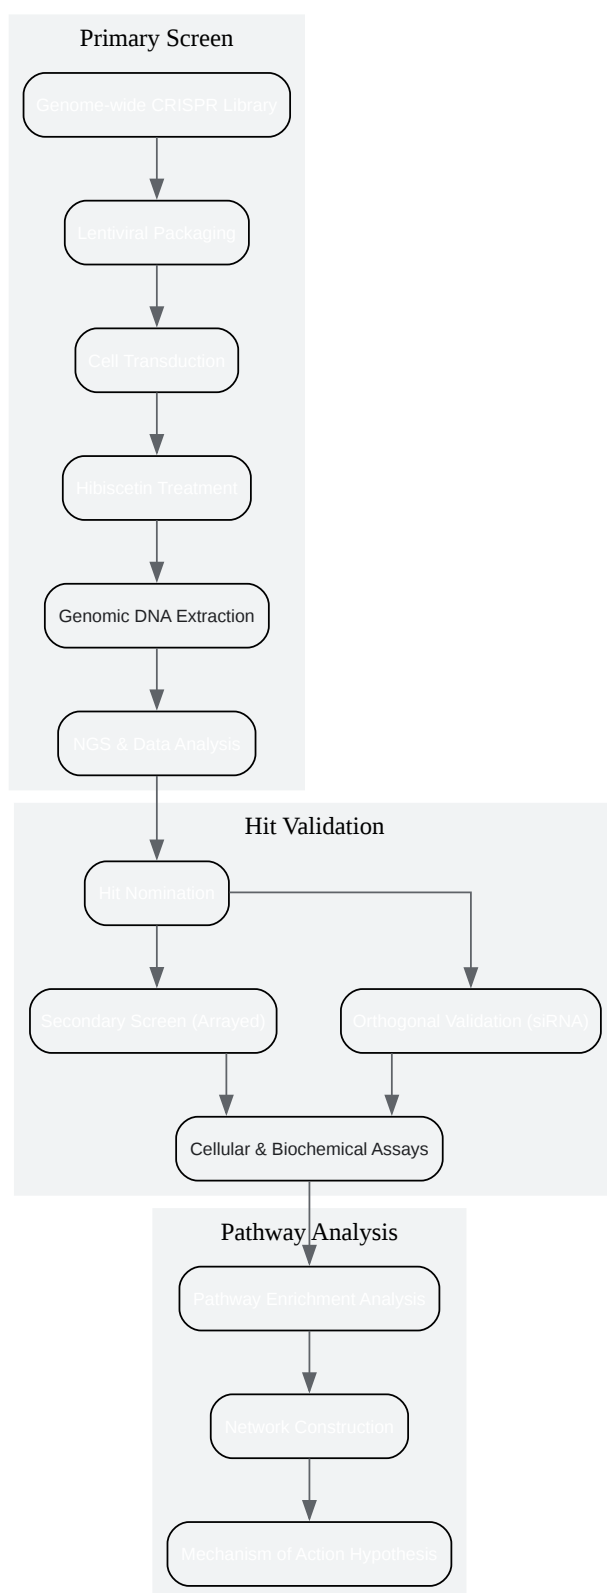 Primary Screen
Genome-wide CRISPR Library
Lentiviral Packaging
Cell Transduction
Hibiscetin Treatment
Genomic DNA Extraction
NGS & Data Analysis
Hit Validation
Hit Nomination
Secondary Screen (Arrayed)
Orthogonal Validation (siRNA)
Cellular & Biochemical Assays
Pathway Analysis
Pathway Enrichment Analysis
Network Construction
Mechanism of Action Hypothesis